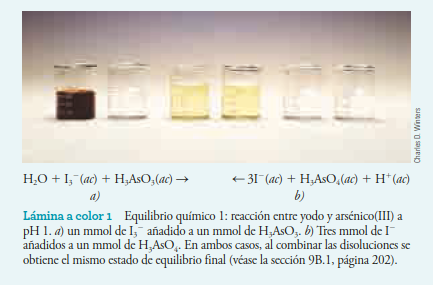 Charles D. Winters
H₂O + I₃⁻(ac) + H₃AsO₃(ac) → ← 3I⁻(ac) + H₃AsO₄(ac) + H⁺(ac)
a) b)
Lámina a color 1 Equilibrio químico 1: reacción entre yodo y arsénico(III) a
pH 1. a) un mmol de I₃⁻ añadido a un mmol de H₃AsO₃. b) Tres mmol de I⁻
añadidos a un mmol de H₃AsO₄. En ambos casos, al combinar las disoluciones se
obtiene el mismo estado de equilibrio final (véase la sección 9B.1, página 202).